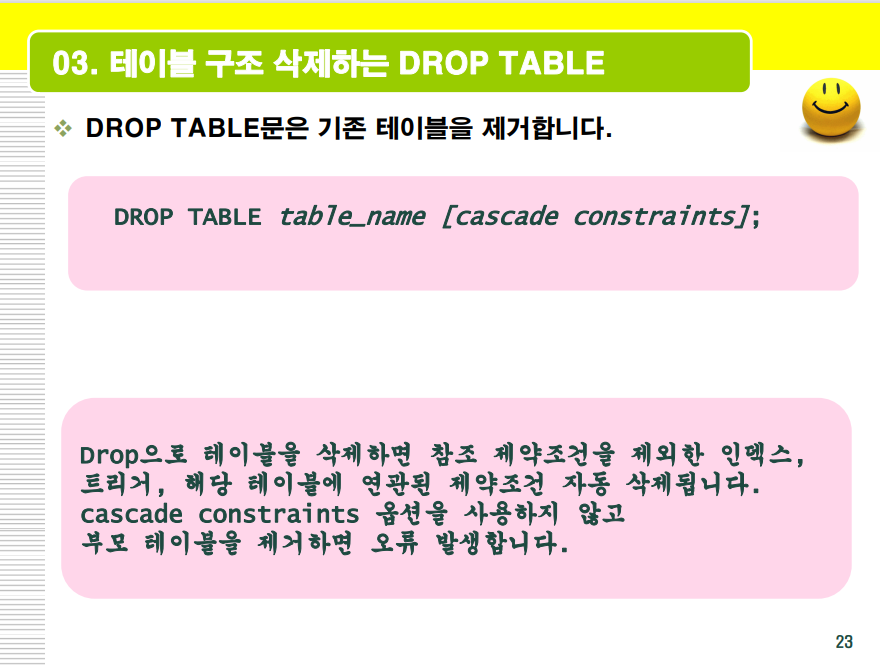 03. 테이블 구조 삭제하는 DROP TABLE
DROP TABLE문은 기존 테이블을 제거합니다.
DROP TABLE table_name [cascade constraints];
Drop으로 테이블을 삭제하면 참조 제약조건을 제외한 인덱스,
트리거, 해당 테이블에 연관된 제약조건 자동 삭제됩니다.
cascade constraints 옵션을 사용하지 않고
부모 테이블을 제거하면 오류 발생합니다.
23